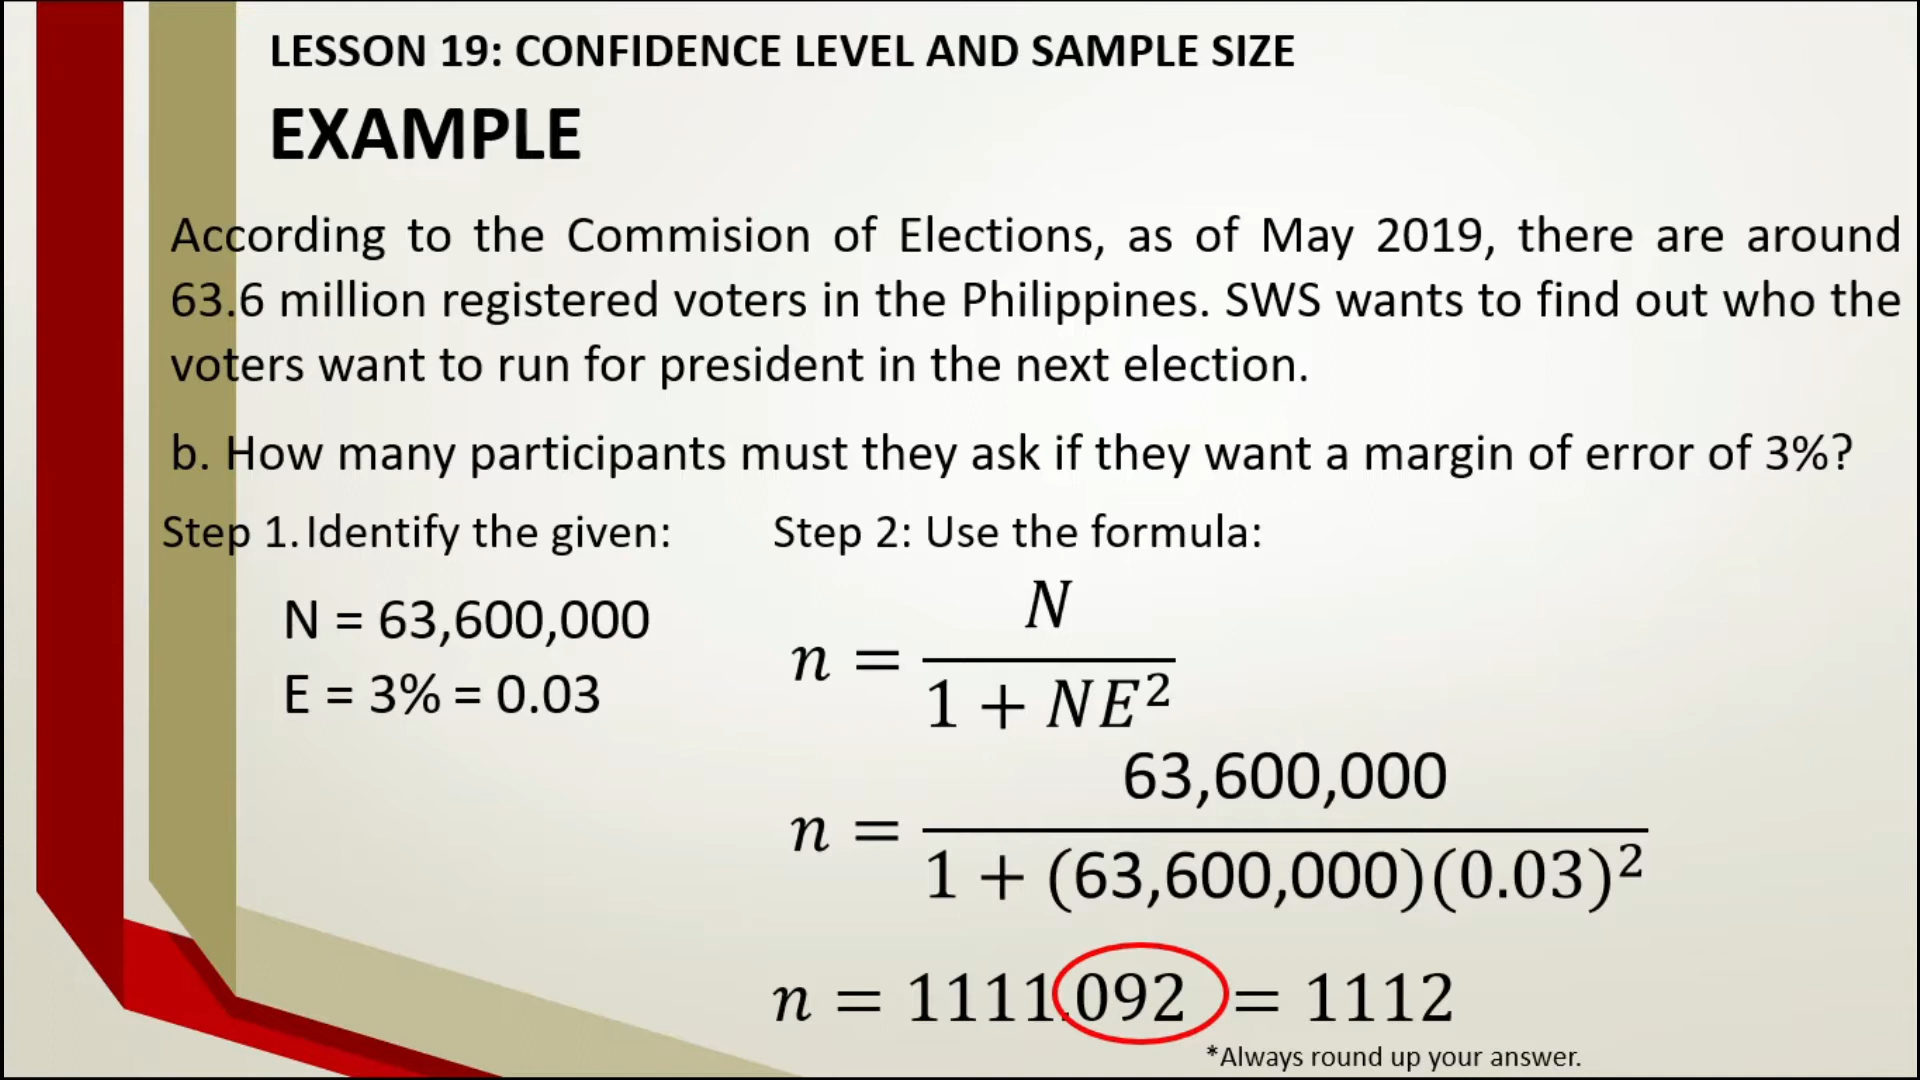 LESSON 19: CONFIDENCE LEVEL AND SAMPLE SIZE
EXAMPLE
According to the Commision of Elections, as of May 2019, there are around
63.6 million registered voters in the Philippines. SWS wants to find out who the
voters want to run for president in the next election.
b. How many participants must they ask if they want a margin of error of 3%?
Step 1. Identify the given:
N = 63,600,000
E = 3% = 0.03
Step 2: Use the formula:
n = N / 1 + NE²
n = 63,600,000 / 1 + (63,600,000)(0.03)²
n = 1111.092 = 1112
*Always round up your answer.